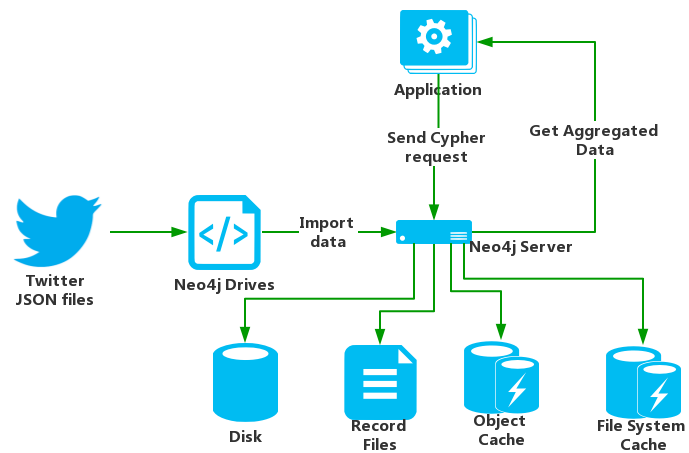 Application
Send Cypher
request
Get Aggregated
Data
Twitter
JSON files
Neo4j Drives
Import
data
Neo4j Server
Disk
Record
Files
Object
Cache
File System
Cache